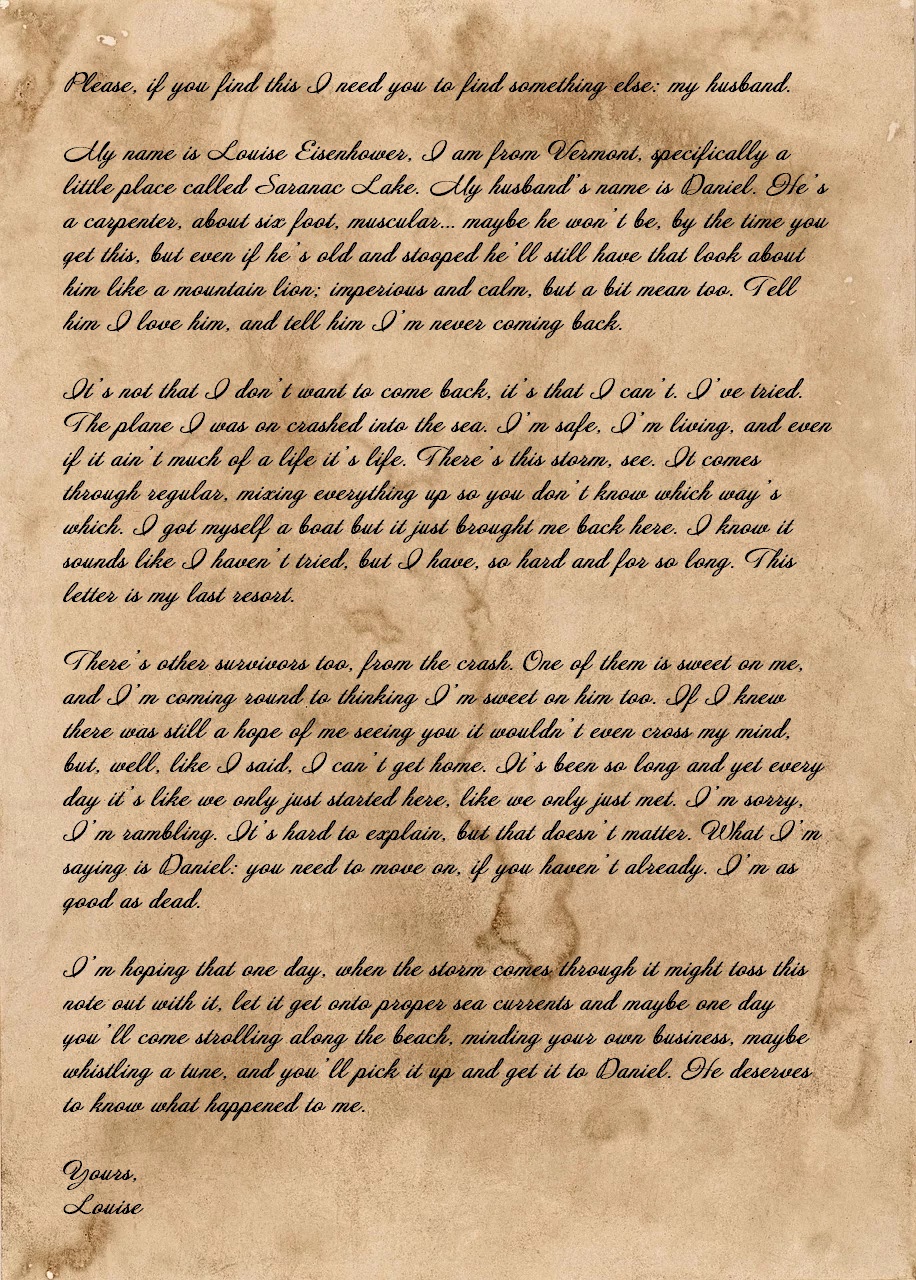 Please, if you find this I need you to find something else: my husband.
My name is Louise Eisenhower, I am from Vermont, specifically a
little place called Saranac Lake. My husband's name is Daniel. He's
a carpenter, about six foot, muscular... maybe he won't be, by the time you
get this, but even if he's old and stooped he'll still have that look about
him like a mountain lion; imperious and calm, but a bit mean too. Tell
him I love him, and tell him I'm never coming back.
It's not that I don't want to come back, it's that I can't. I've tried.
The plane I was on crashed into the sea. I'm safe, I'm living, and even
if it ain't much of a life it's life. There's this storm, see. It comes
through regular, mixing everything up so you don't know which way's
which. I got myself a boat but it just brought me back here. I know it
sounds like I haven't tried, but I have, so hard and for so long. This
letter is my last resort.
There's other survivors too, from the crash. One of them is sweet on me,
and I'm coming round to thinking I'm sweet on him too. If I knew
there was still a hope of me seeing you it wouldn't even cross my mind,
but, well, like I said, I can't get home. It's been so long and yet every
day it's like we only just started here, like we only just met. I'm sorry,
I'm rambling. It's hard to explain, but that doesn't matter. What I'm
saying is Daniel: you need to move on, if you haven't already. I'm as
good as dead.
I'm hoping that one day, when the storm comes through it might toss this
note out with it, let it get onto proper sea currents and maybe one day
you'll come strolling along the beach, minding your own business, maybe
whistling a tune, and you'll pick it up and get it to Daniel. He deserves
to know what happened to me.
Yours,
Louise